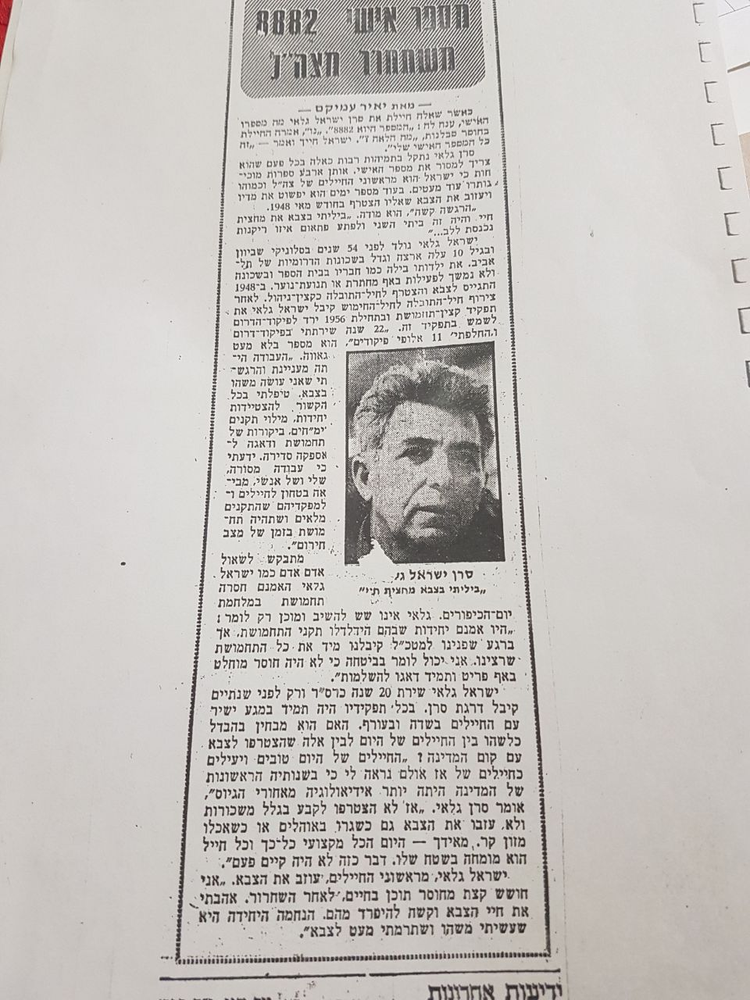 מספר אישי 8882
משתחרר מצה״ל
— מאת יאיר עמיקם —
כאשר שאלה חיילת את סרן ישראל גלאי מה מספרו
האישי, ענה לה: „המספר הוא 8882״. „נו״, אמרה החיילת
בחוסר סבלנות, „מה הלאה ?״. ישראל חייך ואמר — „זה
כל המספר האישי שלי״.
סרן גלאי נתקל בתמיהות רבות כאלה בכל פעם שהוא
צריך למסור את מספר האישי. אותן ארבע ספרות מוכי־
חות כי ישראל הוא מראשוני החיילים של צה״ל וכמוהו
נותרו עוד מעטים. בעוד מספר ימים הוא יפשוט את מדיו
ויעזוב את הצבא שאליו הצטרף בחודש מאי 1948.
„הרגשה קשה״, הוא מודה. „ביליתי בצבא את מחצית
חיי והיה זה ביתי השני ולפתע פתאום איזו ריקנות
נכנסת ללב...״
ישראל גלאי נולד לפני 54 שנים בסלוניקי שביוון
ובגיל 10 עלה ארצה וגדל בשכונות הדרומיות של תל־
אביב. את ילדותו בילה כמו חבריו בבית הספר ובשכונה
ולא נמשך לפעילות באף מחתרת או תנועת־נוער. ב־1948
התגייס לצבא והצטרף לחיל־התובלה כקצין־ניהול. לאחר
צירוף חיל־התובלה לחיל־החימוש קיבל ישראל גלאי את
תפקיד קצין־תחמושת ובתחילת 1956 ירד לפיקוד־הדרום
לשמש בתפקיד זה. „22 שנה שירתתי בפיקוד־דרום
והחלפתי 11 אלופי פיקודים״, הוא מספר בלא מעט
גאווה. „העבודה הי־
תה מעניינת והרגש־
תי שאני עושה משהו
בצבא. טיפלתי בכל
הקשור להצטיידות
יחידות, מילוי תקנים
ימ״חים, ביקורות של
תחמושת ודאגה ל־
אספקה סדירה. ידעתי
כי עבודה מסורה,
שלי ושל אנשי, מבי־
אה בטחון לחיילים ו־
למפקדיהם שהתקנים
מלאים ושתהיה תח־
מושת בזמן של מצב
חירום״.
מתבקש לשאול
אדם אדם כמו ישראל
גלאי האמנם חסרה
תחמושת במלחמת
סרן ישראל ג
„ביליתי בצבא מחצית חיי״
יום־הכיפורים. גלאי אינו שש להשיב ומוכן רק לומר:
„היו אמנם יחידות שבהם הידלדלו תקני התחמושת, אך
ברגע שפנינו למטכ״ל קיבלנו מיד את כל התחמושת
שרצינו. אני יכול לומר בביטחה כי לא היה חוסר מוחלט
באף פריט ותמיד דאגו להשלמות״.
ישראל גלאי שירת 20 שנה כרס״ר ורק לפני שנתיים
קיבל דרגת סרן. בכל תפקידיו היה תמיד במגע ישיר
עם החיילים בשדה ובעורף. האם הוא מבחין בהבדל
כלשהו בין החיילים של היום לבין אלה שהצטרפו לצבא
עם קום המדינה ? „החיילים של היום טובים ויעילים
כחיילים של אז אולם נראה לי כי בשנותיה הראשונות
של המדינה היתה יותר אידיאולוגיה מאחורי הגיוס״,
אומר סרן גלאי. „אז לא הצטרפו לקבע בגלל משכורות
ולא עזבו את הצבא גם כשגרו באוהלים או כשאכלו
מזון קר. מאידך — היום הכל מקצועי כל־כך וכל חייל
הוא מומחה בשטח שלו. דבר כזה לא היה קיים פעם״.
ישראל גלאי, מראשוני החיילים, עוזב את הצבא. „אני
חושש קצת מחוסר תוכן בחיים, לאחר השחרור. אהבתי
את חיי הצבא וקשה להיפרד מהם. הנחמה היחידה היא
שעשיתי משהו ושתרמתי מעט לצבא״.
ידיעות אחרונות